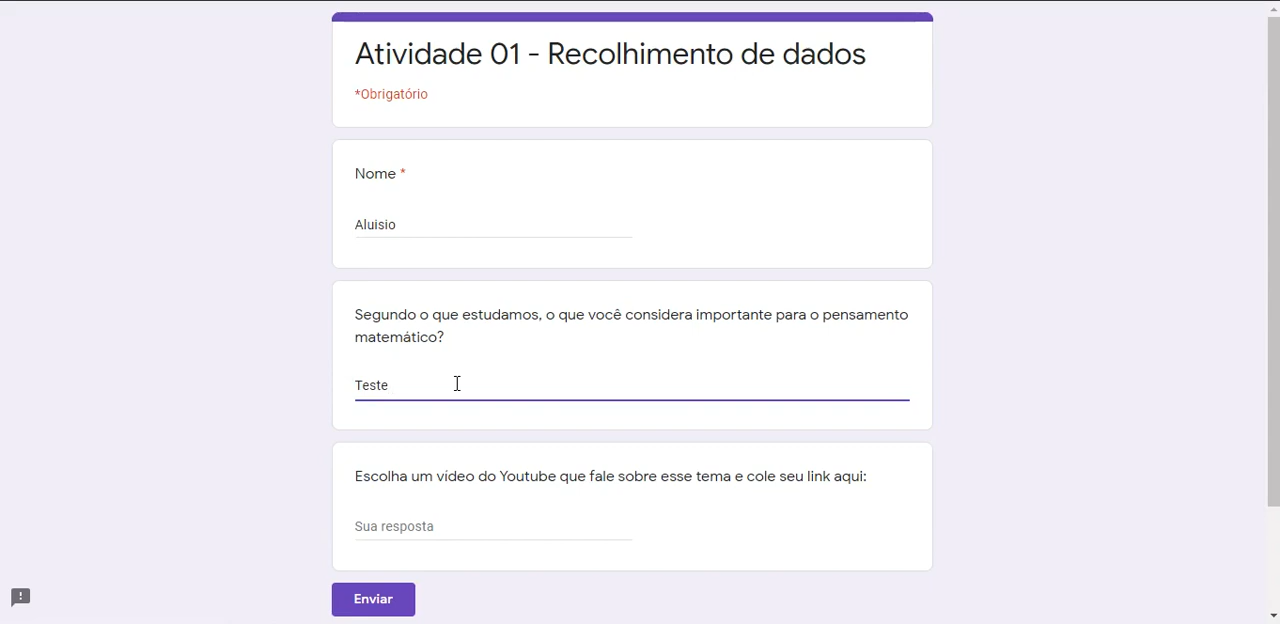 Atividade 01 - Recolhimento de dados
*Obrigatório
Nome *
Aluisio
Segundo o que estudamos, o que você considera importante para o pensamento
matemático?
Teste
Escolha um vídeo do Youtube que fale sobre esse tema e cole seu link aqui:
Sua resposta
Enviar